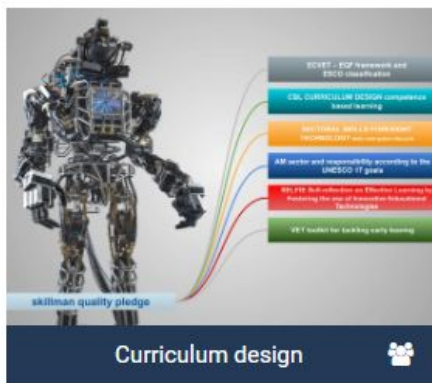 ECVET – EQF framework and
ESCO classification
CBL CURRICULUM DESIGN competence
based learning
SECTORAL SKILLS FORESIGHT
TECHNOLOGY
AM sector and responsibility according to the
UNESCO 17 goals
SELFIE Self-reflection on Effective Learning by
Fostering the use of Innovative Educational
Technologies
VET toolkit for tackling early leaving
skillman quality pledge
Curriculum design